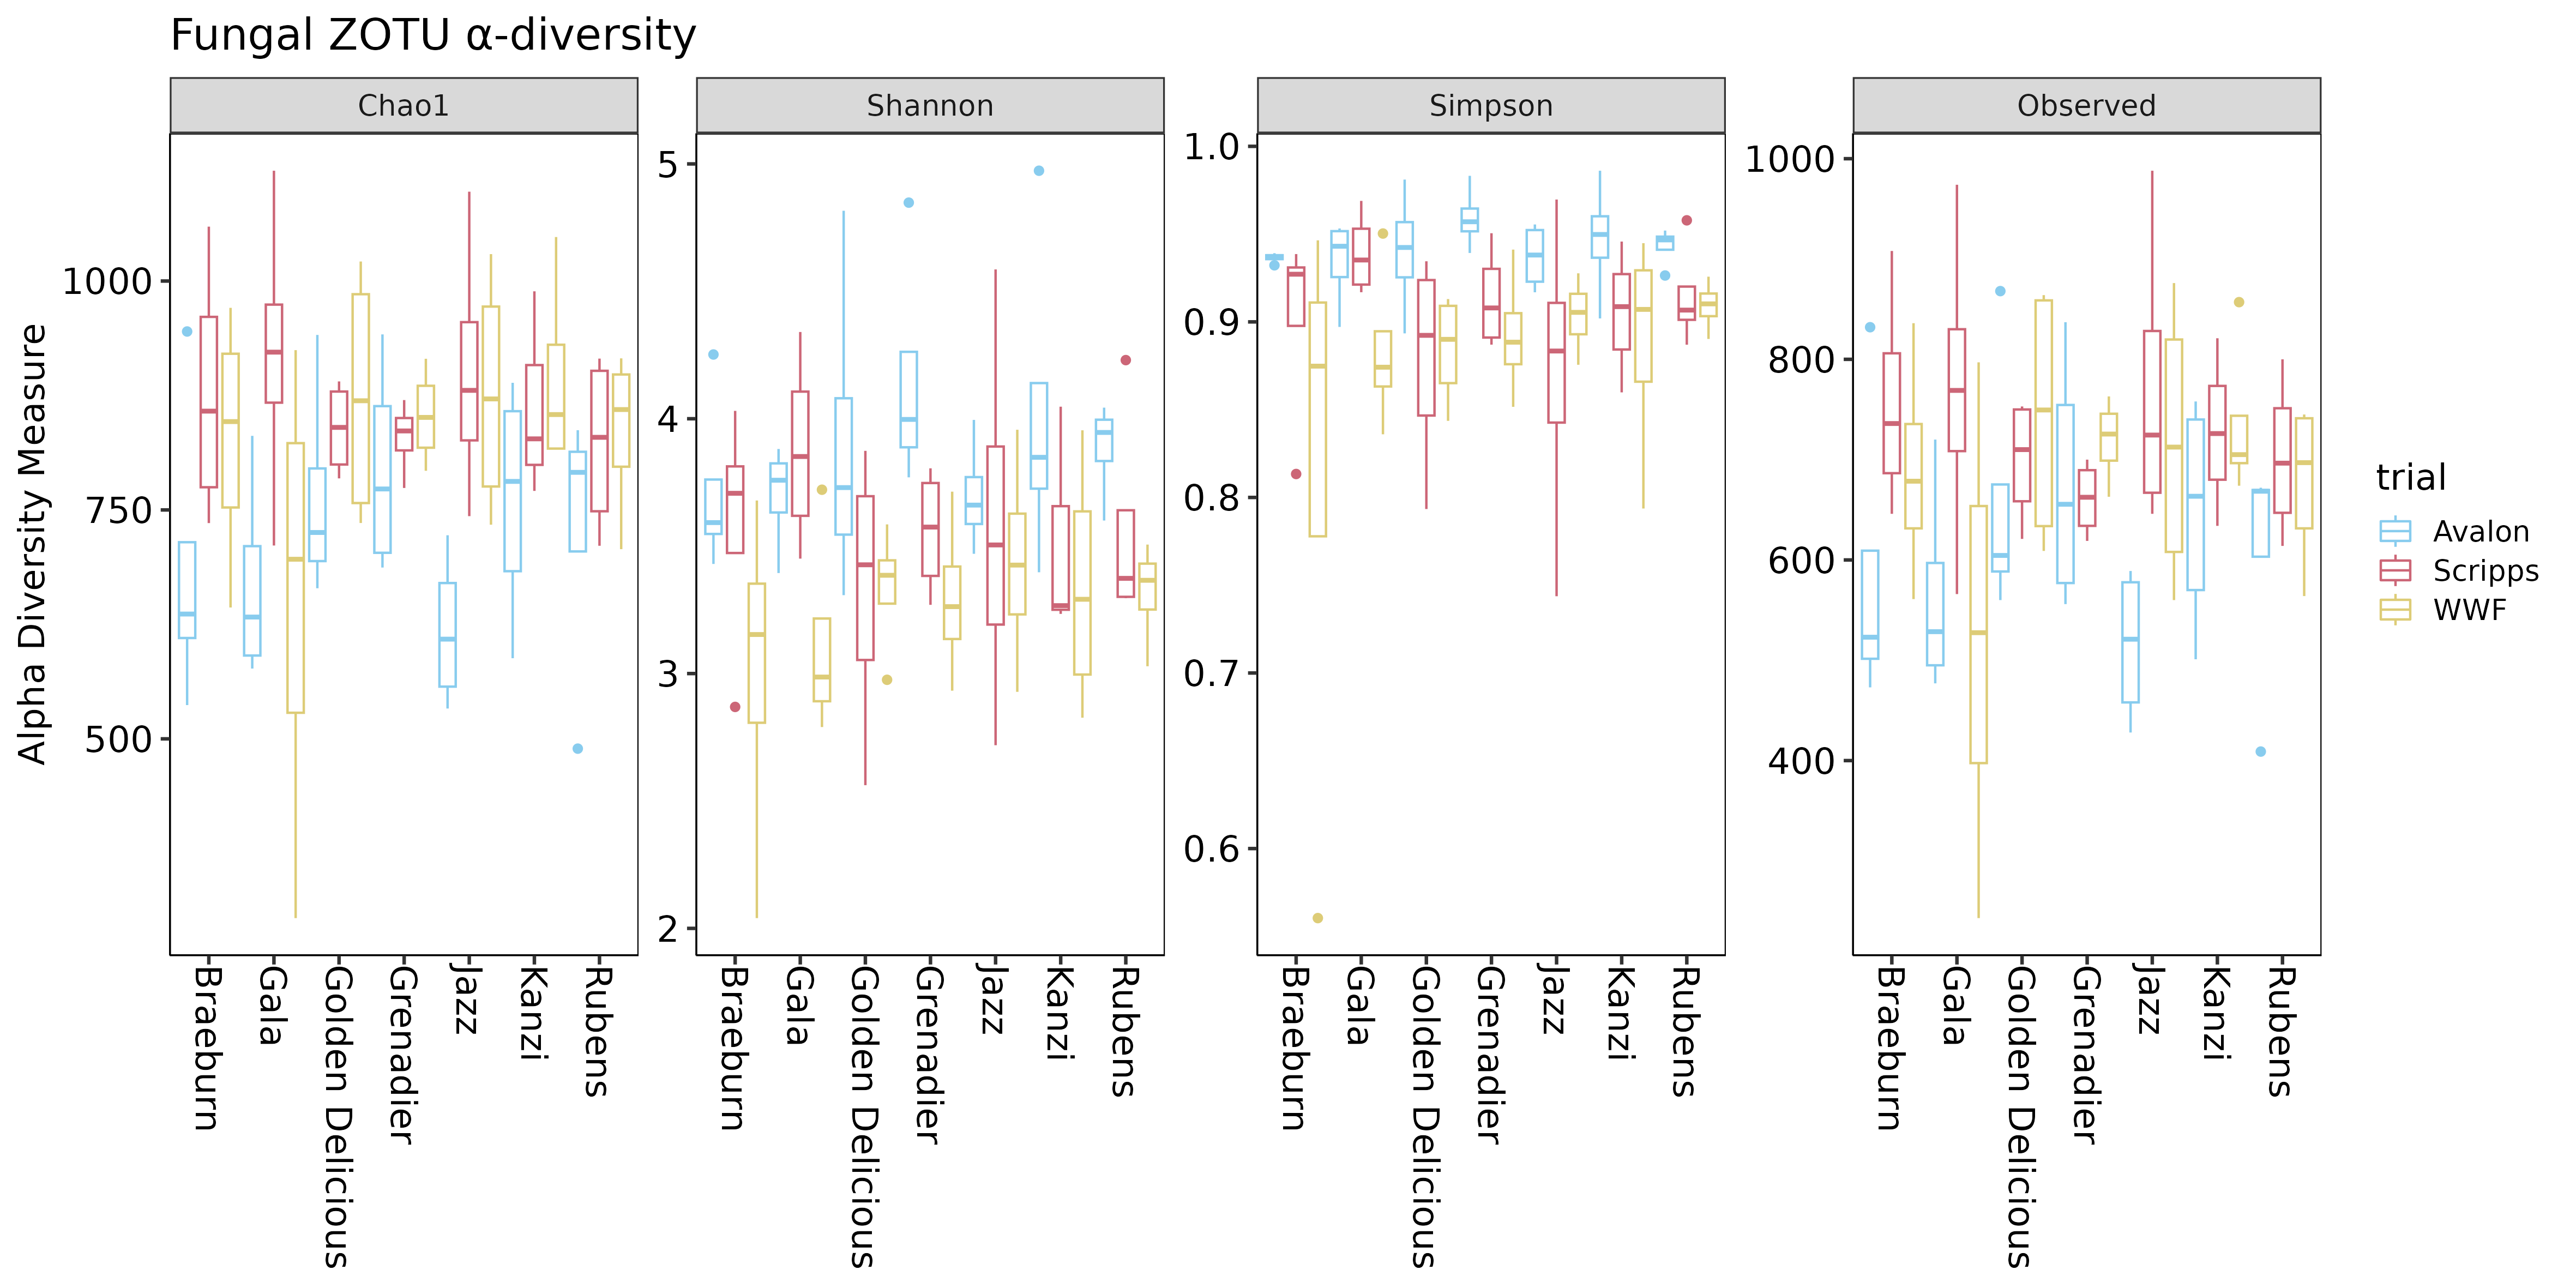 Fungal ZOTU α-diversity
Chao1
Shannon
Simpson
Observed
Alpha Diversity Measure
1000
750
500
5
4
3
2
1.0
0.9
0.8
0.7
0.6
1000
800
600
400
Braeburn
Gala
Golden Delicious
Grenadier
Jazz
Kanzi
Rubens
Braeburn
Gala
Golden Delicious
Grenadier
Jazz
Kanzi
Rubens
Braeburn
Gala
Golden Delicious
Grenadier
Jazz
Kanzi
Rubens
Braeburn
Gala
Golden Delicious
Grenadier
Jazz
Kanzi
Rubens
trial
Avalon
Scripps
WWF